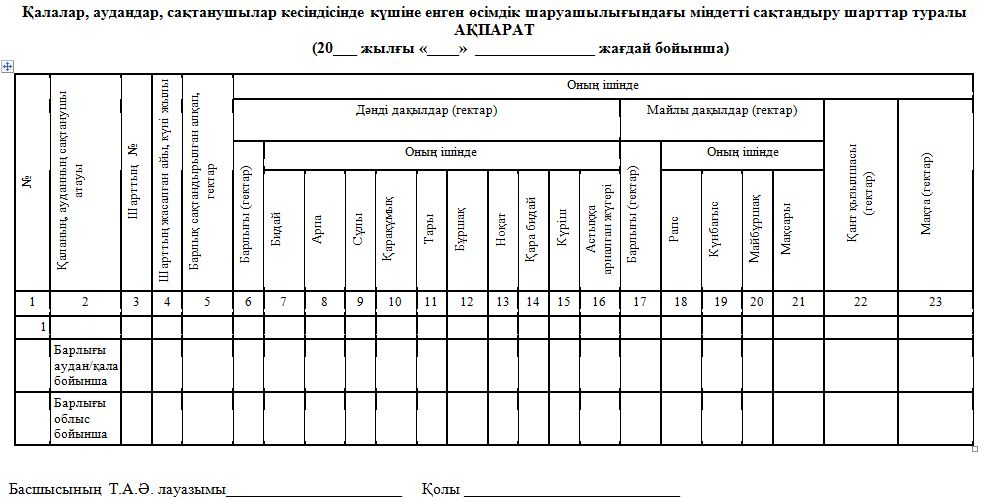 Қалалар, аудандар, сақтанушылар кесіндісінде күшіне енген өсімдік шаруашылығындағы міндетті сақтандыру шарттар туралы
АҚПАРАТ
(20___ жылғы «____» _______________ жағдай бойынша)
№
Қаланың, ауданның сақтанушы
атауы
Шарттың №
Шарттың жасалған айы, күні жылы
Барлық сақтандырылған алқап,
гектар
Оның ішінде
Дәнді дақылдар (гектар)
Майлы дақылдар (гектар)
Қант қызылшасы
(гектар)
Мақта (гектар)
Барлығы (гектар)
Оның ішінде
Барлығы (гектар)
Оның ішінде
Бидай
Арпа
Сұлы
Қарақұмық
Тары
Бұршақ
Ноқат
Қара бидай
Күріш
Астыққа
арналған жүгері
Рапс
Күнбағыс
Майбұршақ
Мақсары
1 2 3 4 5 6 7 8 9 10 11 12 13 14 15 16 17 18 19 20 21 22 23
1
Барлығы
аудан/қала
бойынша
Барлығы
облыс
бойынша
Басшысының Т.А.Ә. лауазымы______________________ Қолы ___________________________